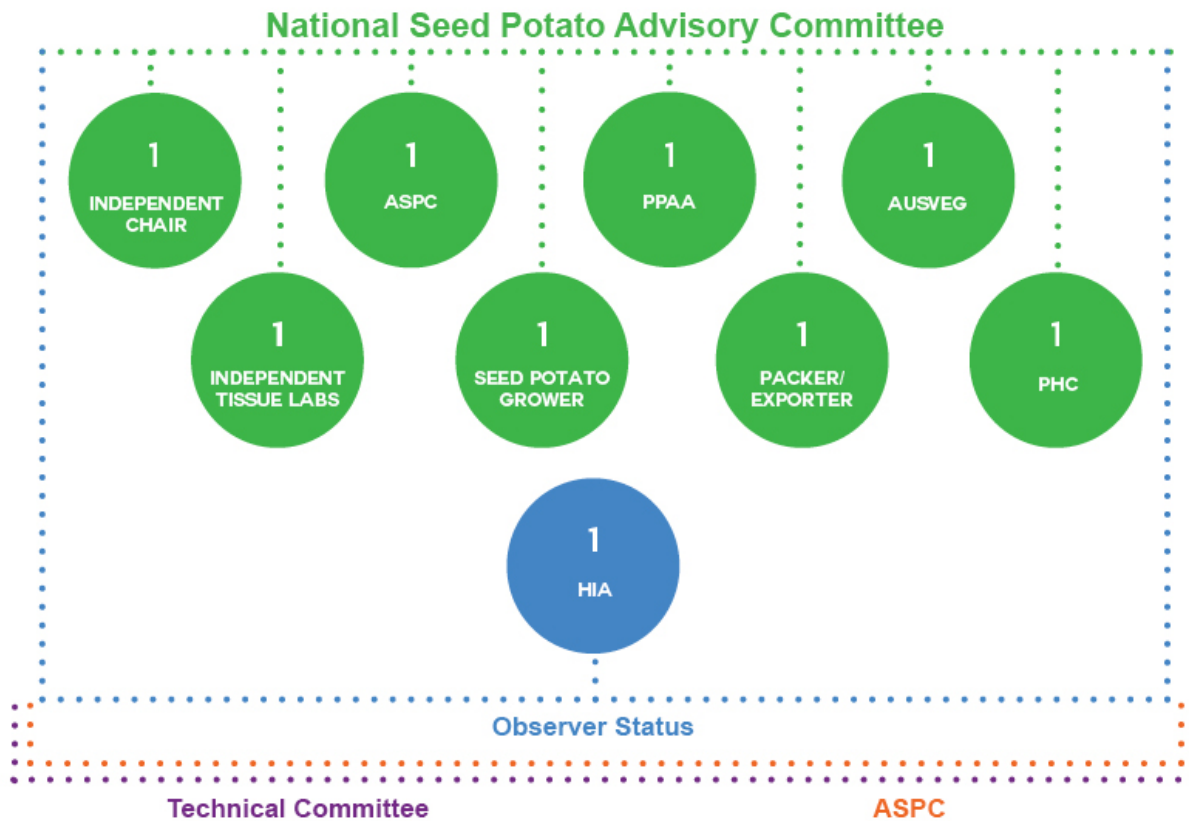 National Seed Potato Advisory Committee
1
INDEPENDENT
CHAIR
1
ASPC
1
PPAA
1
AUSVEG
1
INDEPENDENT
TISSUE LABS
1
SEED POTATO
GROWER
1
PACKER/
EXPORTER
1
PHC
1
HIA
Observer Status
Technical Committee
ASPC